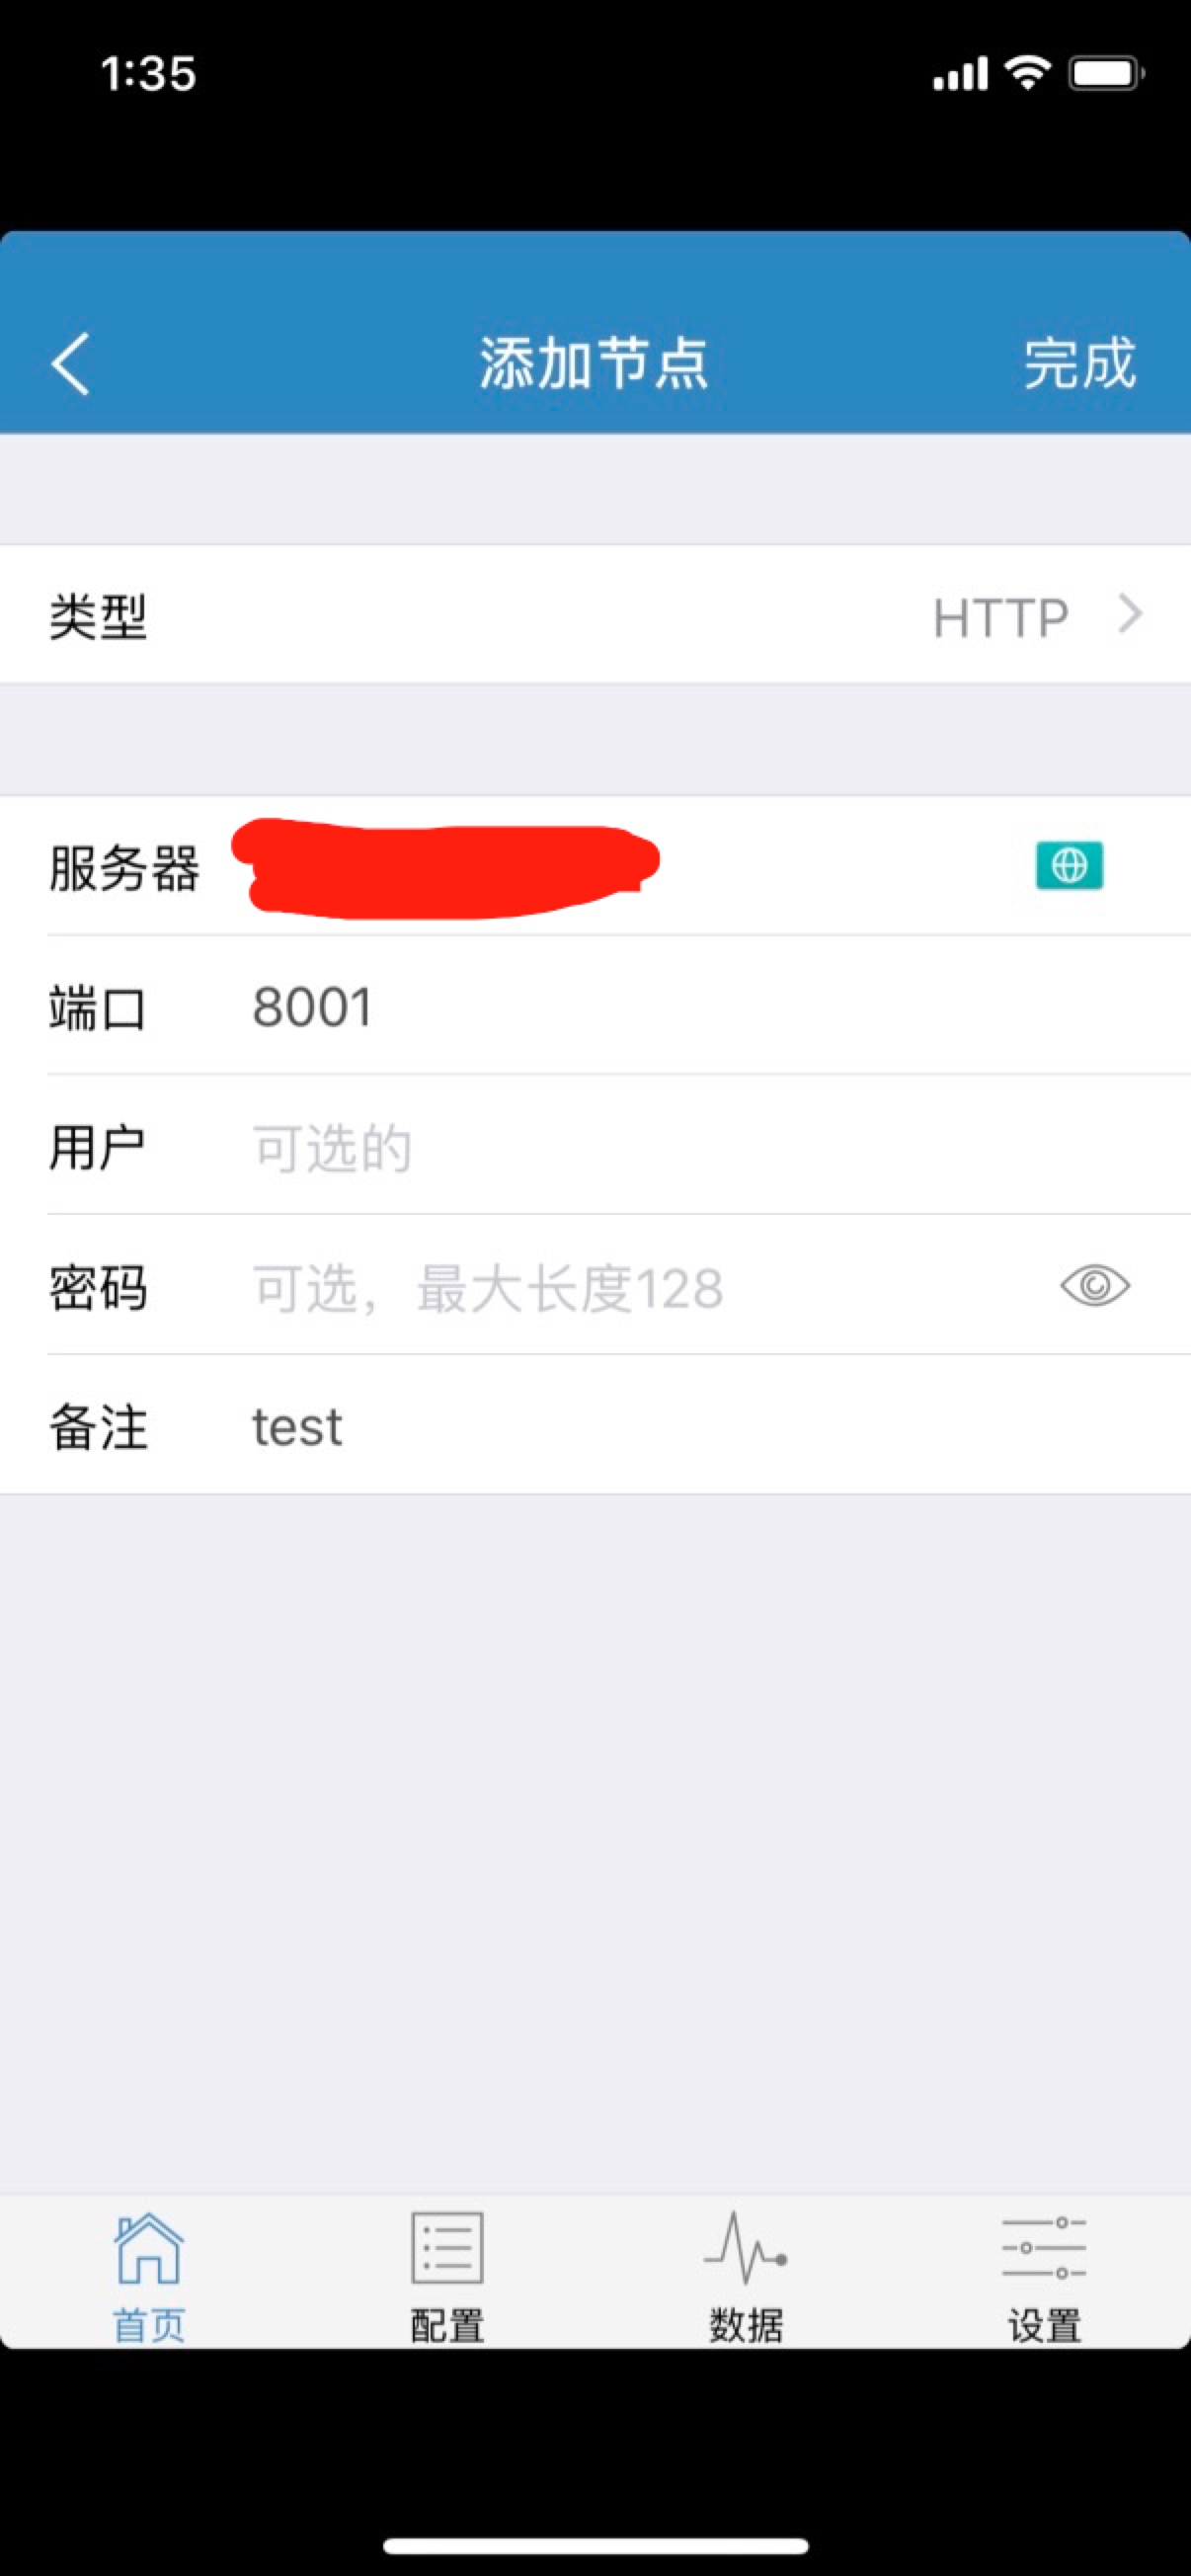 1:35
添加节点
完成
类型
HTTP
服务器
端口
8001
用户
可选的
密码
可选，最大长度128
备注
test
首页
配置
数据
设置